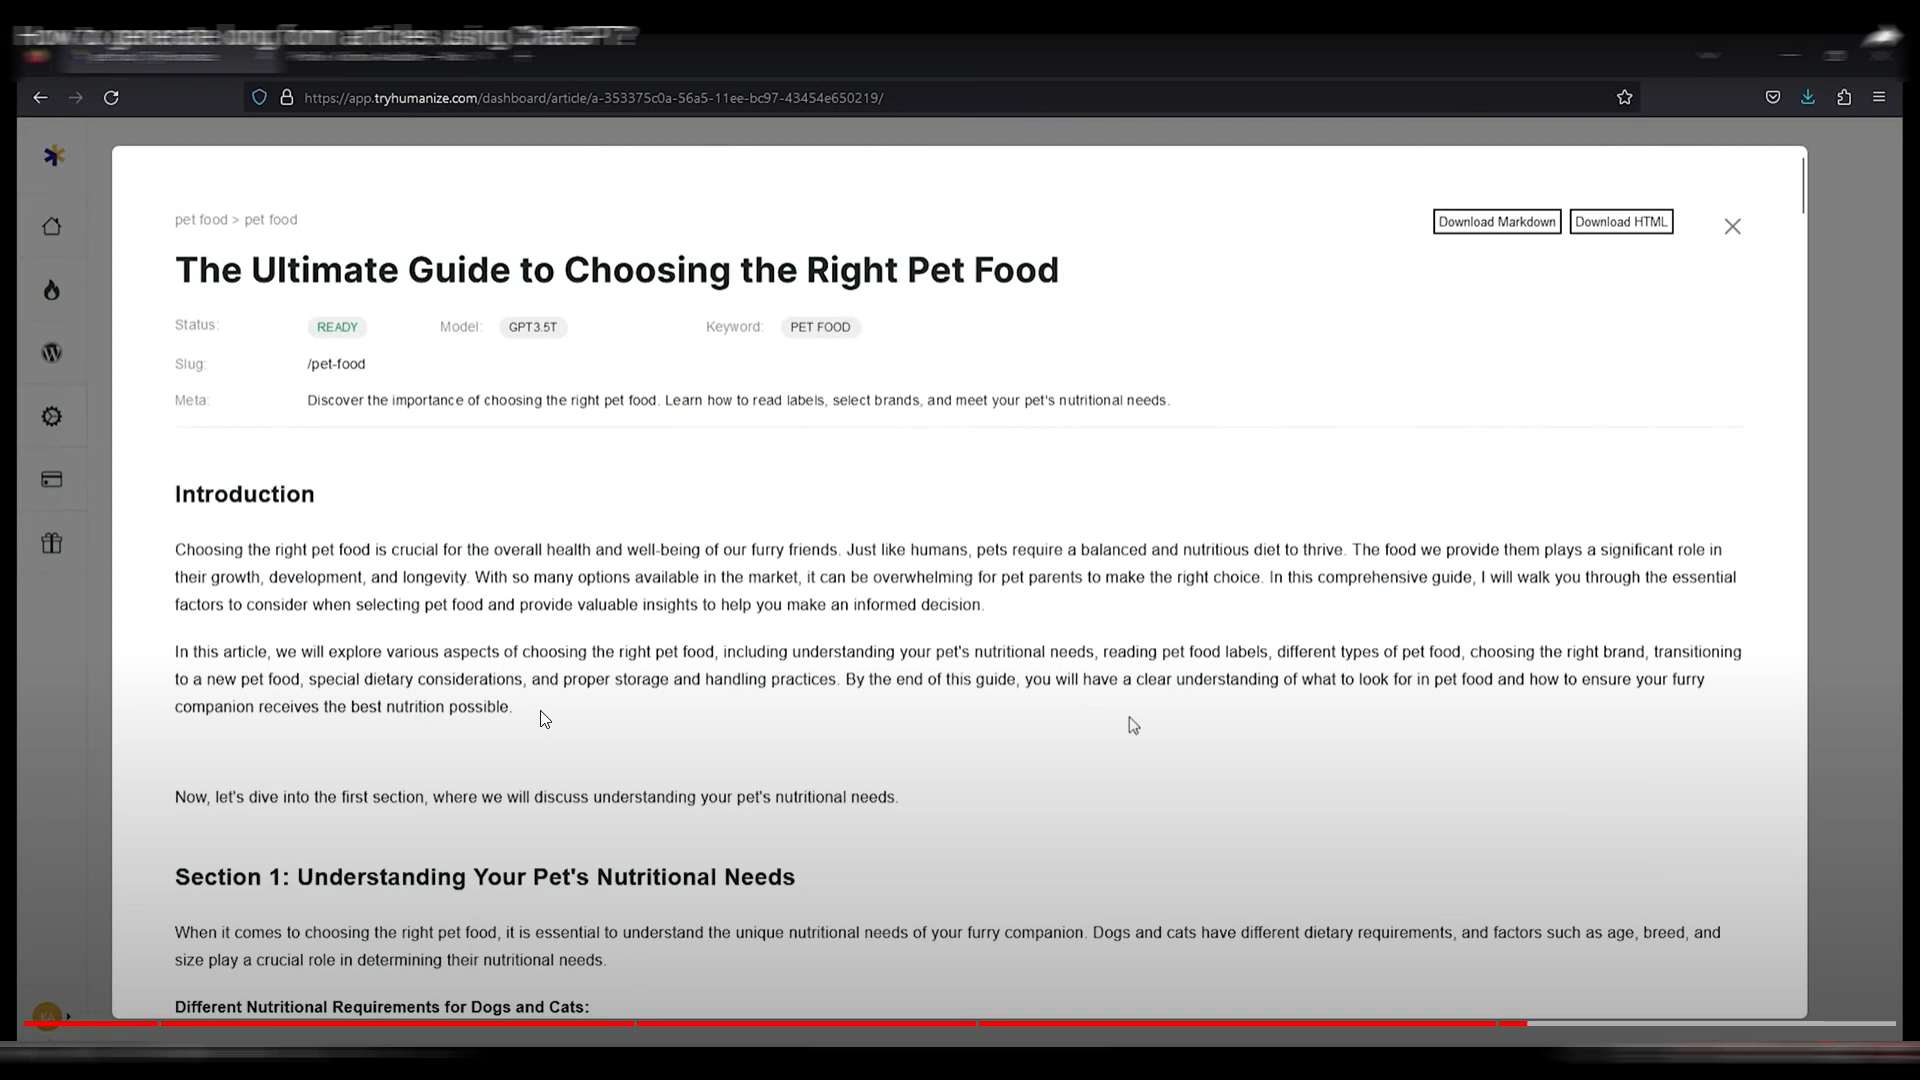 How to generate long form articles using ChatGPT?
https://app.tryhumanize.com/dashboard/article/a-353375c0a-56a5-11ee-bc97-43454e650219/
pet food > pet food
Download Markdown Download HTML
The Ultimate Guide to Choosing the Right Pet Food
Status: READY Model: GPT3.5T Keyword: PET FOOD
Slug: /pet-food
Meta: Discover the importance of choosing the right pet food. Learn how to read labels, select brands, and meet your pet's nutritional needs.
Introduction
Choosing the right pet food is crucial for the overall health and well-being of our furry friends. Just like humans, pets require a balanced and nutritious diet to thrive. The food we provide them plays a significant role in
their growth, development, and longevity. With so many options available in the market, it can be overwhelming for pet parents to make the right choice. In this comprehensive guide, I will walk you through the essential
factors to consider when selecting pet food and provide valuable insights to help you make an informed decision.
In this article, we will explore various aspects of choosing the right pet food, including understanding your pet's nutritional needs, reading pet food labels, different types of pet food, choosing the right brand, transitioning
to a new pet food, special dietary considerations, and proper storage and handling practices. By the end of this guide, you will have a clear understanding of what to look for in pet food and how to ensure your furry
companion receives the best nutrition possible.
Now, let's dive into the first section, where we will discuss understanding your pet's nutritional needs.
Section 1: Understanding Your Pet's Nutritional Needs
When it comes to choosing the right pet food, it is essential to understand the unique nutritional needs of your furry companion. Dogs and cats have different dietary requirements, and factors such as age, breed, and
size play a crucial role in determining their nutritional needs.
Different Nutritional Requirements for Dogs and Cats:
KA